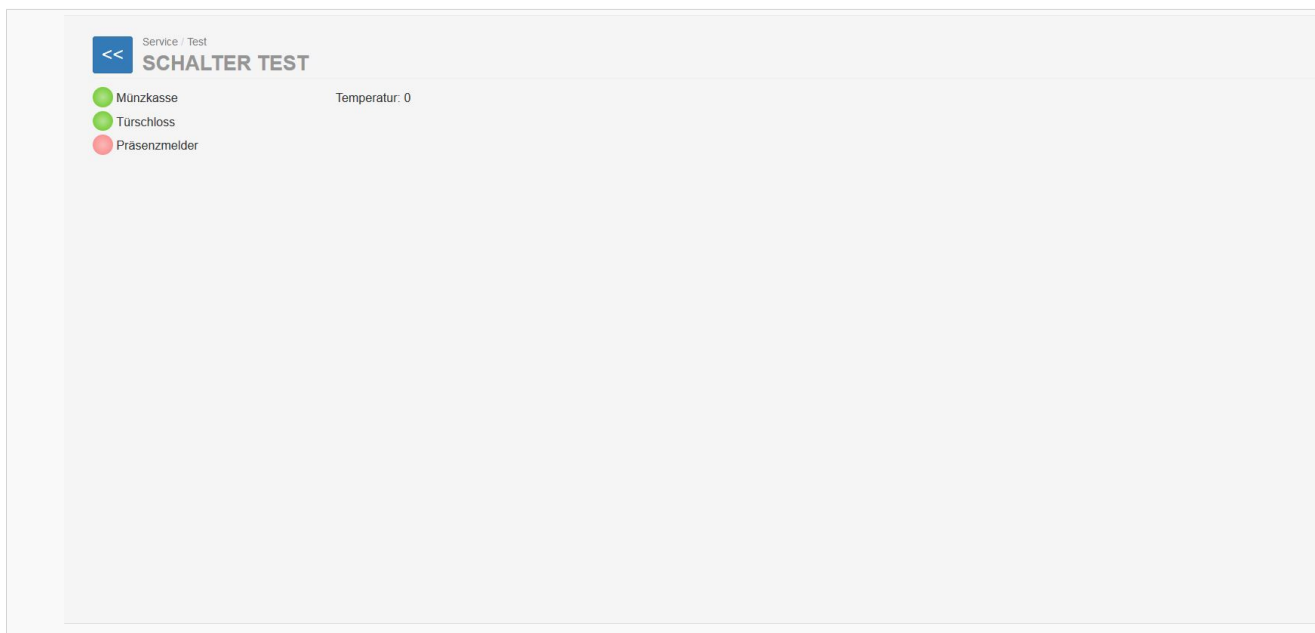 <<
Service / Test
SCHALTER TEST
Münzkasse
Temperatur: 0
Türschloss
Präsenzmelder